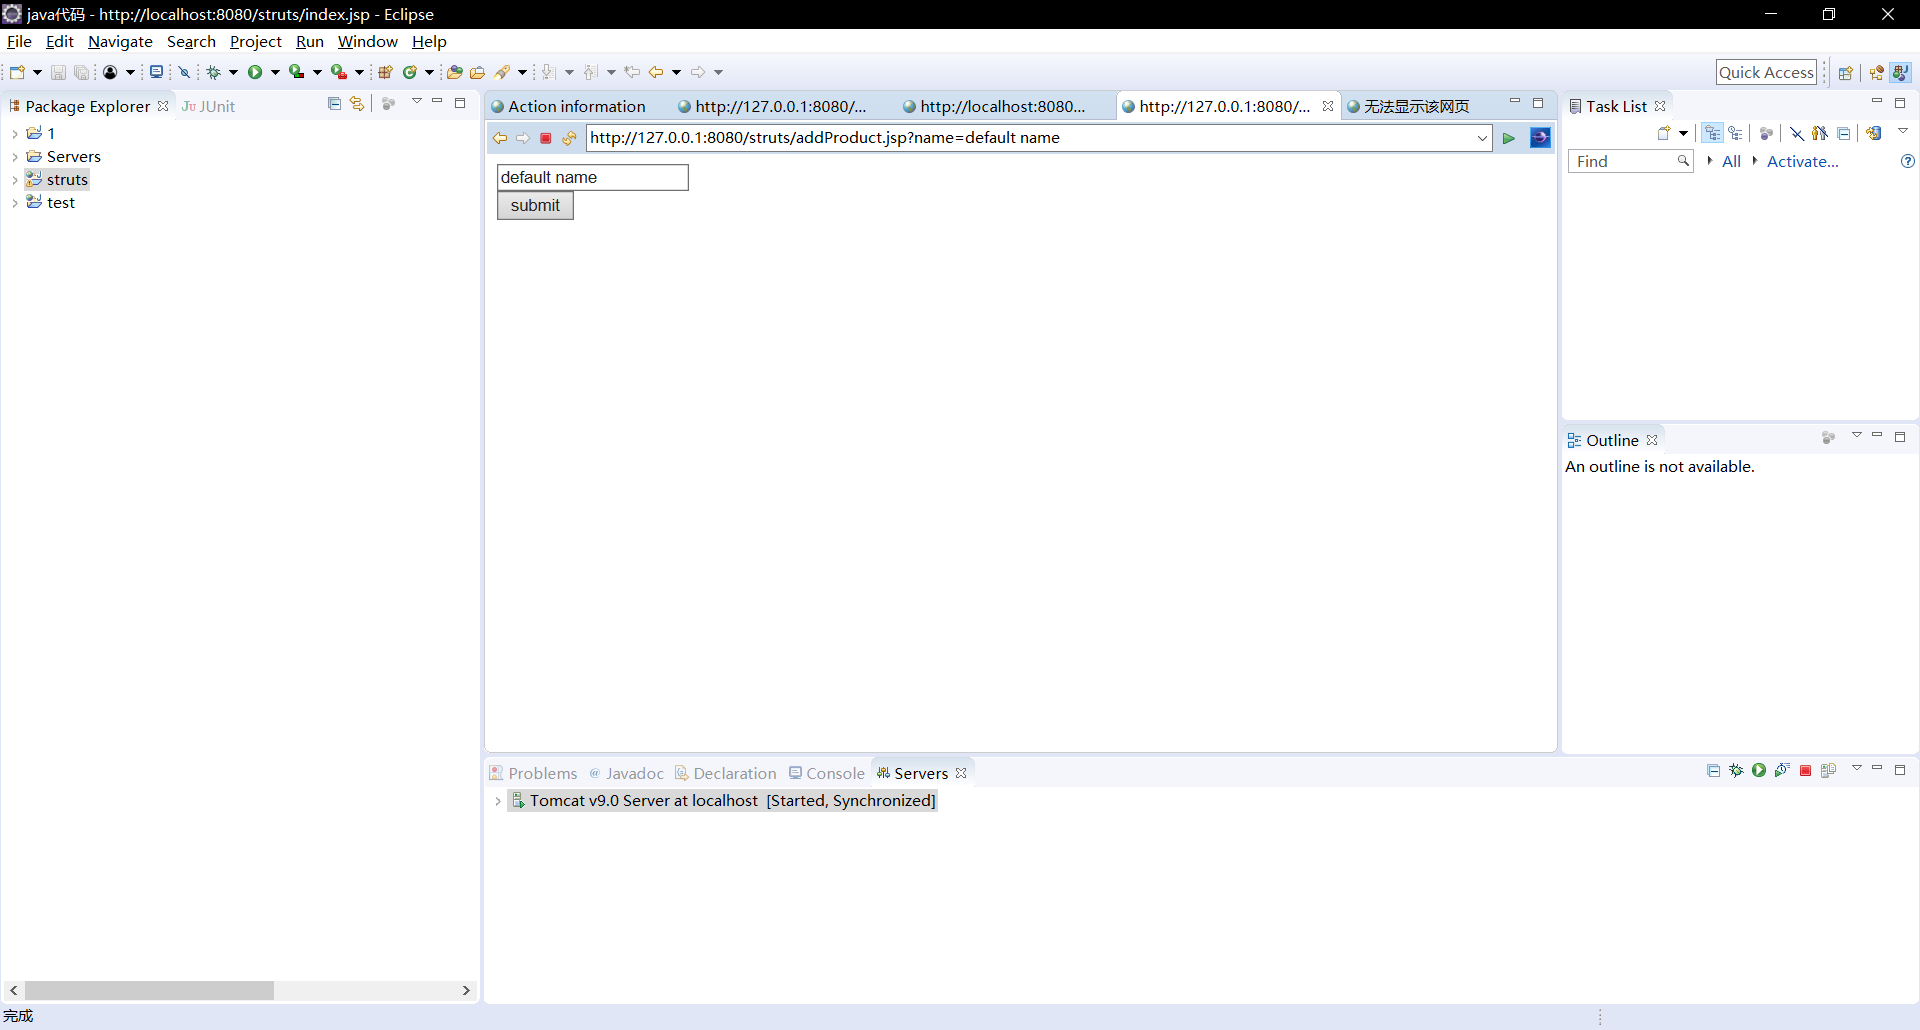 java代码 - http://localhost:8080/struts/index.jsp - Eclipse
File Edit Navigate Search Project Run Window Help
Quick Access
Package Explorer
JUnit
1
Servers
struts
test
Action information
http://127.0.0.1:8080/...
http://localhost:8080...
http://127.0.0.1:8080/...
无法显示该网页
http://127.0.0.1:8080/struts/addProduct.jsp?name=default name
default name
submit
Task List
Find
All
Activate...
Outline
An outline is not available.
Problems
Javadoc
Declaration
Console
Servers
Tomcat v9.0 Server at localhost [Started, Synchronized]
完成